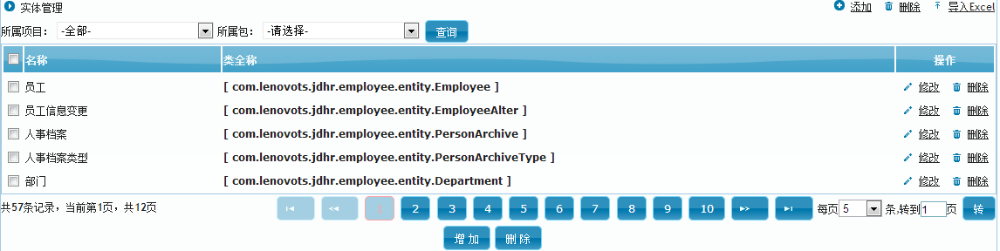 实体管理 添加 删除 导入Excel
所属项目： -全部- 所属包： -请选择- 查询
名称 类全称 操作
员工 [ com.lenovots.jdhr.employee.entity.Employee ] 修改 删除
员工信息变更 [ com.lenovots.jdhr.employee.entity.EmployeeAlter ] 修改 删除
人事档案 [ com.lenovots.jdhr.employee.entity.PersonArchive ] 修改 删除
人事档案类型 [ com.lenovots.jdhr.employee.entity.PersonArchiveType ] 修改 删除
部门 [ com.lenovots.jdhr.employee.entity.Department ] 修改 删除
共57条记录，当前第1页，共12页 1 2 3 4 5 6 7 8 9 10 每页 5 条,转到 1 页 转
增 加 删 除